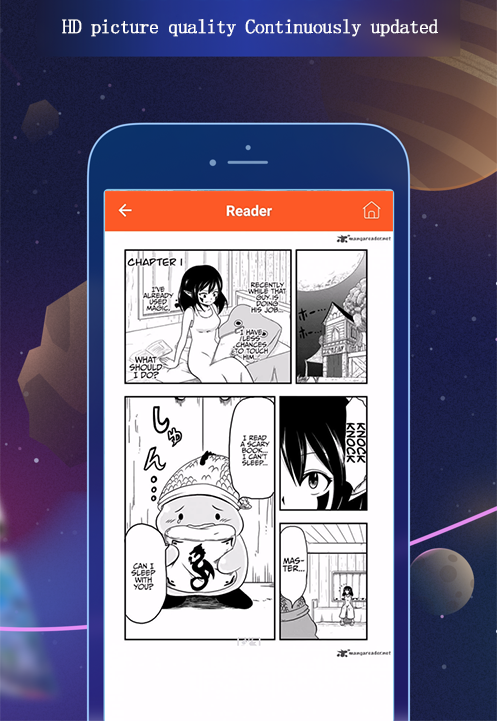 HD picture quality Continuously updated
Reader
mangareader.net
CHAPTER 1
I'VE
ALREADY
USED
MAGIC,
RECENTLY
WHILE THAT
GUY IS
DOING
HIS JOB...
I HAVE
LESS
CHANCES
TO TOUCH
HIM...
WHAT
SHOULD
I DO?
ホー…
ホー…
しゅん…
I READ
A SCARY
BOOK...
I CAN'T
SLEEP...
CAN I
SLEEP
WITH
YOU?
KNOCK
KNOCK
MAS-
TER...
mangareader.net